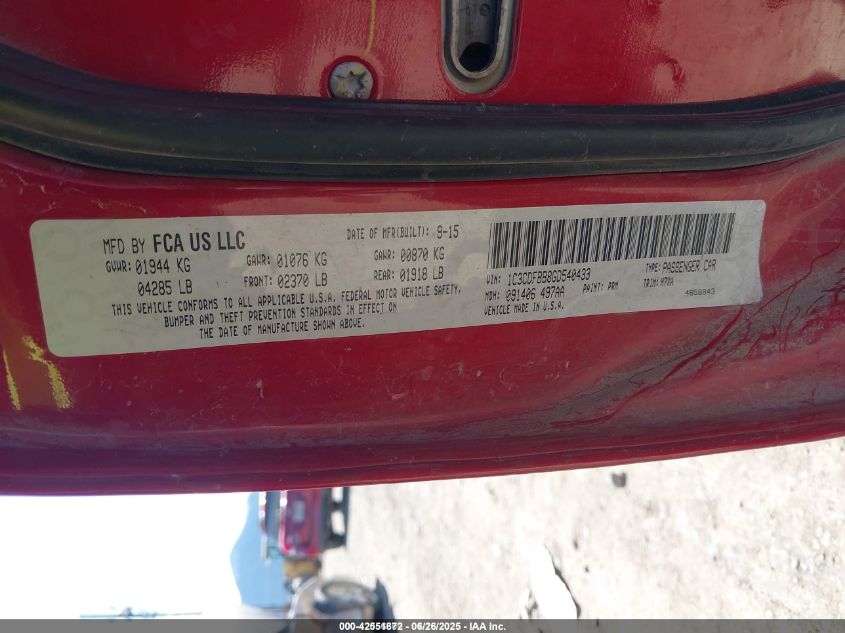 MFD BY FCA US LLC
DATE OF MFR(BUILT): 9-15
GVWR: 01944 KG
GAWR: 01076 KG
GAWR: 00870 KG
04285 LB
FRONT: 02370 LB
REAR: 01918 LB
THIS VEHICLE CONFORMS TO ALL APPLICABLE U.S.A. FEDERAL MOTOR VEHICLE SAFETY,
BUMPER AND THEFT PREVENTION STANDARDS IN EFFECT ON
THE DATE OF MANUFACTURE SHOWN ABOVE.
VIN: 1C3CDFBB8GD540433
TYPE: PASSENGER CAR
MDH: 091406 497AA
PAINT: PRM
TRIM:
VEHICLE MADE IN U.S.A.
4658843
000-42551872 - 06/26/2025 - IAA Inc.